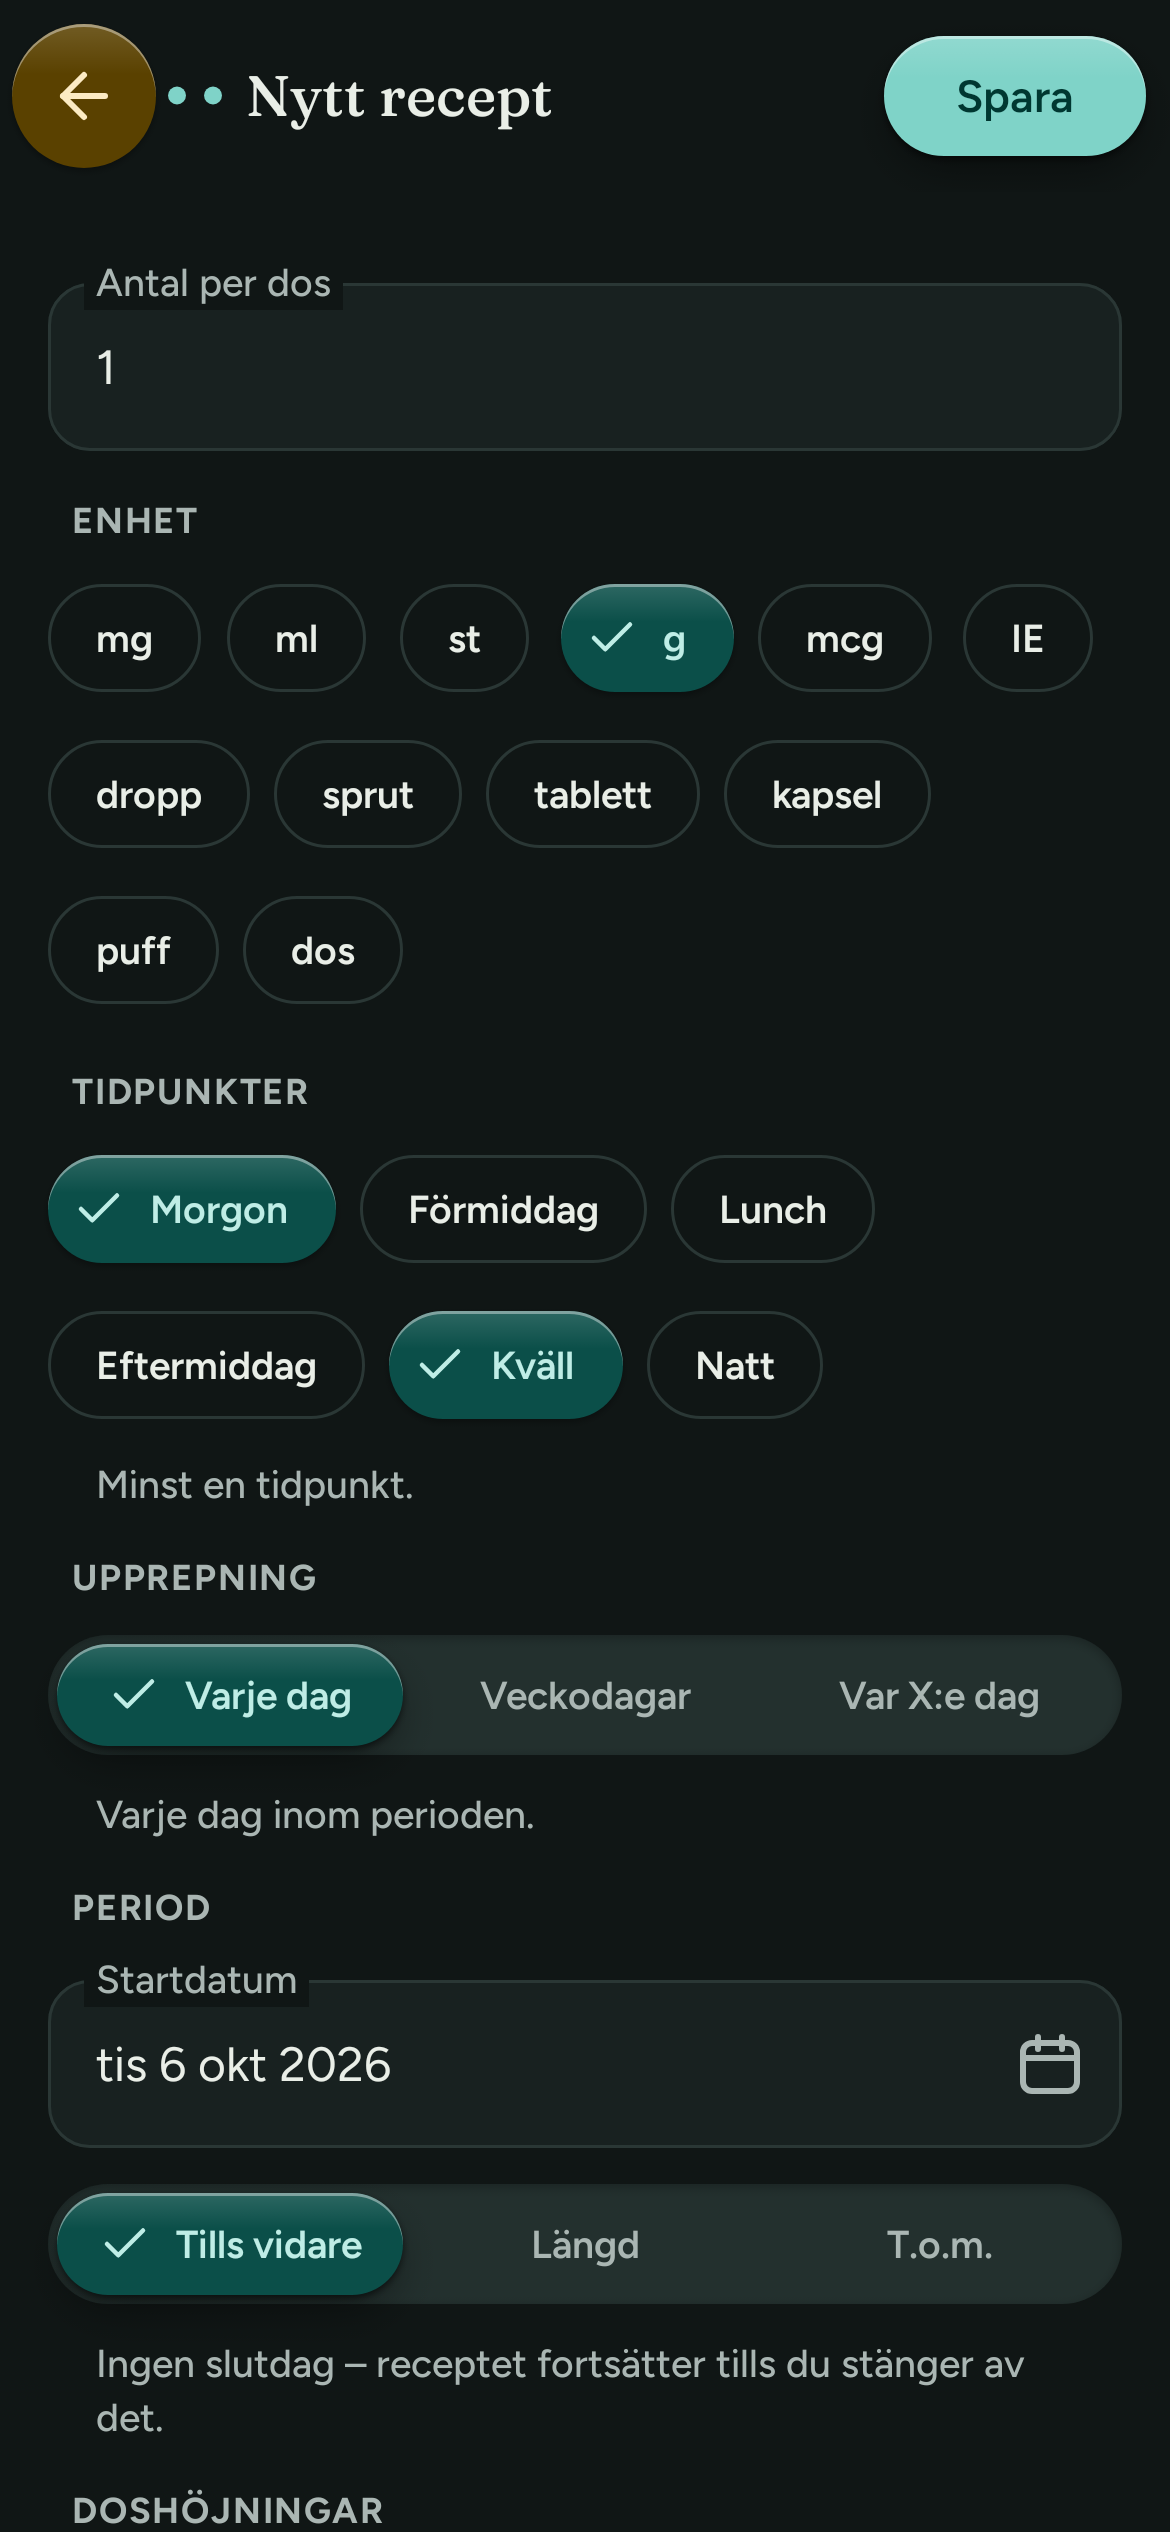 Nytt recept
Spara
Antal per dos
1
ENHET
mg ml st g mcg IE
dropp sprut tablett kapsel
puff dos
TIDPUNKTER
Morgon Förmiddag Lunch
Eftermiddag Kväll Natt
Minst en tidpunkt.
UPPREPNING
Varje dag Veckodagar Var X:e dag
Varje dag inom perioden.
PERIOD
Startdatum
tis 6 okt 2026
Tills vidare Längd T.o.m.
Ingen slutdag – receptet fortsätter tills du stänger av
det.
DOSHÖJNINGAR